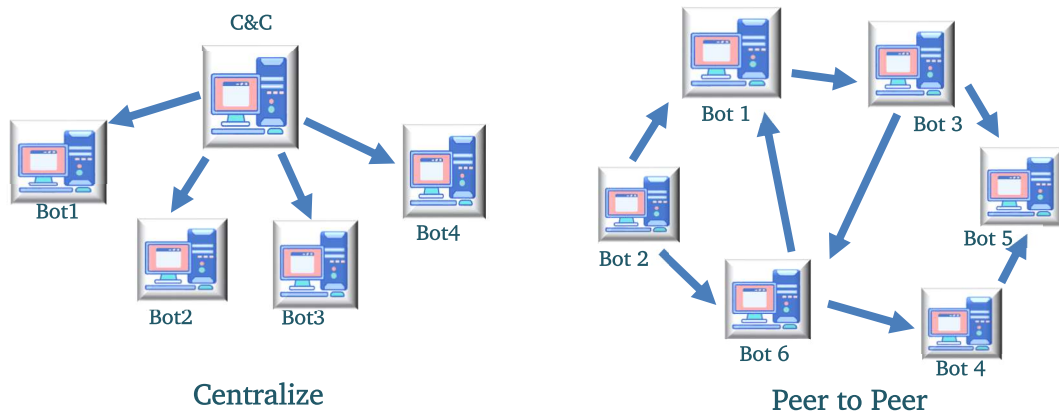 C&C
Bot1
Bot2
Bot3
Bot4
Centralize
Bot 1
Bot 3
Bot 2
Bot 5
Bot 6
Bot 4
Peer to Peer